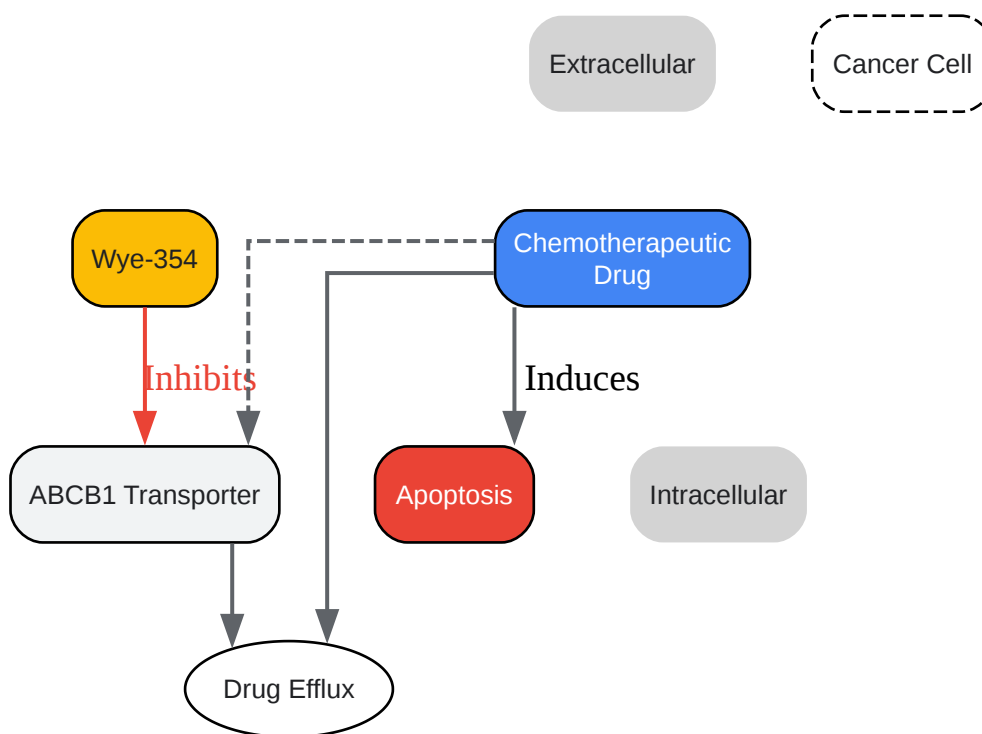 Extracellular
Cancer Cell
Wye-354
Chemotherapeutic
Drug
Inhibits
Induces
ABCB1 Transporter
Apoptosis
Intracellular
Drug Efflux